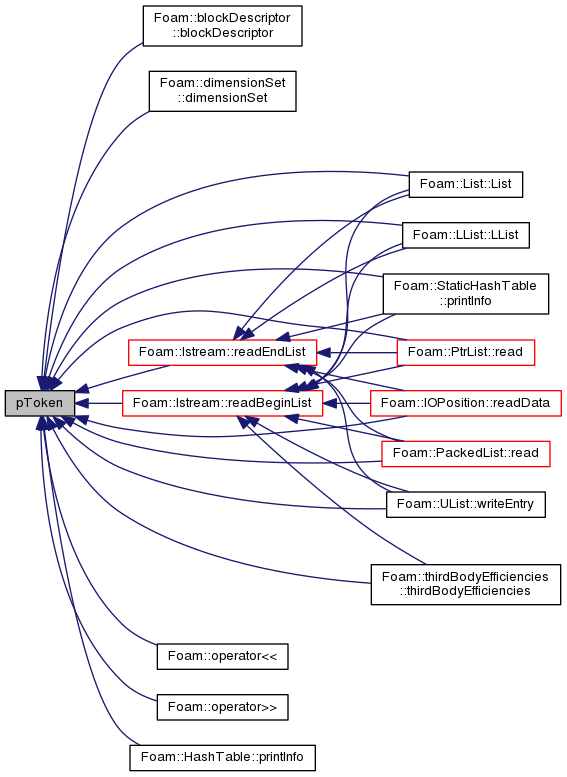 Foam::blockDescriptor
::blockDescriptor
Foam::dimensionSet
::dimensionSet
Foam::List::List
Foam::LList::LList
Foam::StaticHashTable
::printInfo
Foam::Istream::readEndList
Foam::PtrList::read
pToken
Foam::Istream::readBeginList
Foam::IOPosition::readData
Foam::PackedList::read
Foam::UList::writeEntry
Foam::thirdBodyEfficiencies
::thirdBodyEfficiencies
Foam::operator<<
Foam::operator>>
Foam::HashTable::printInfo